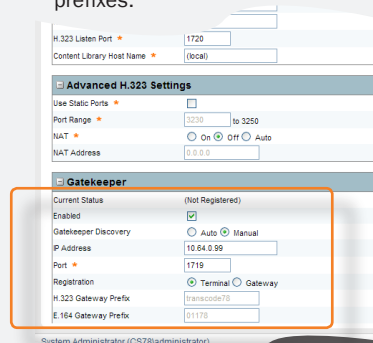 prefixes.
H.323 Listen Port * 1720
Content Library Host Name * (local)
Advanced H.323 Settings
Use Static Ports *
Port Range * 3230 to 3250
NAT * On Off Auto
NAT Address 0.0.0.0
Gatekeeper
Current Status (Not Registered)
Enabled
Gatekeeper Discovery Auto Manual
IP Address 10.64.0.99
Port * 1719
Registration Terminal Gateway
H.323 Gateway Prefix transcode78
E.164 Gateway Prefix 01178
System Administrator (CS78\administrator)